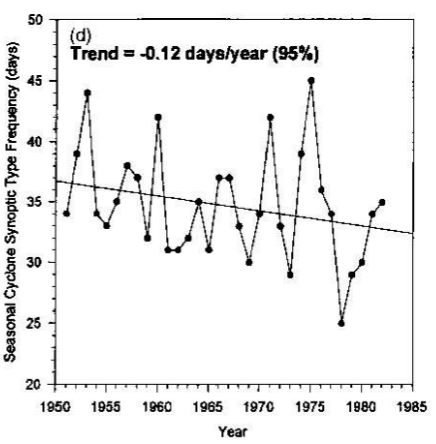 (d)
Trend = -0.12 days/year (95%)
Seasonal Cyclone Synoptic Type Frequency (days)
50
45
40
35
30
25
20
1950 1955 1960 1965 1970 1975 1980 1985
Year